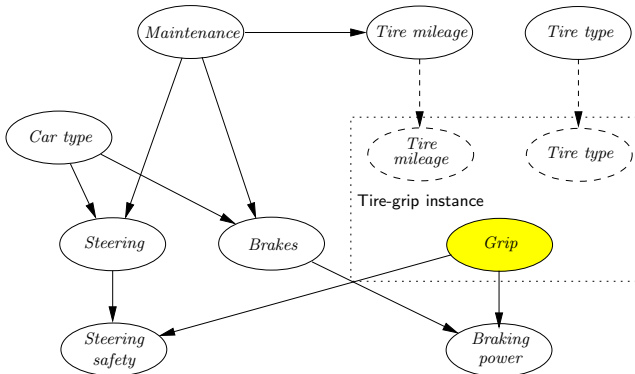 Maintenance
Tire mileage
Tire type
Car type
Tire
mileage
Tire type
Tire-grip instance
Steering
Brakes
Grip
Steering
safety
Braking
power